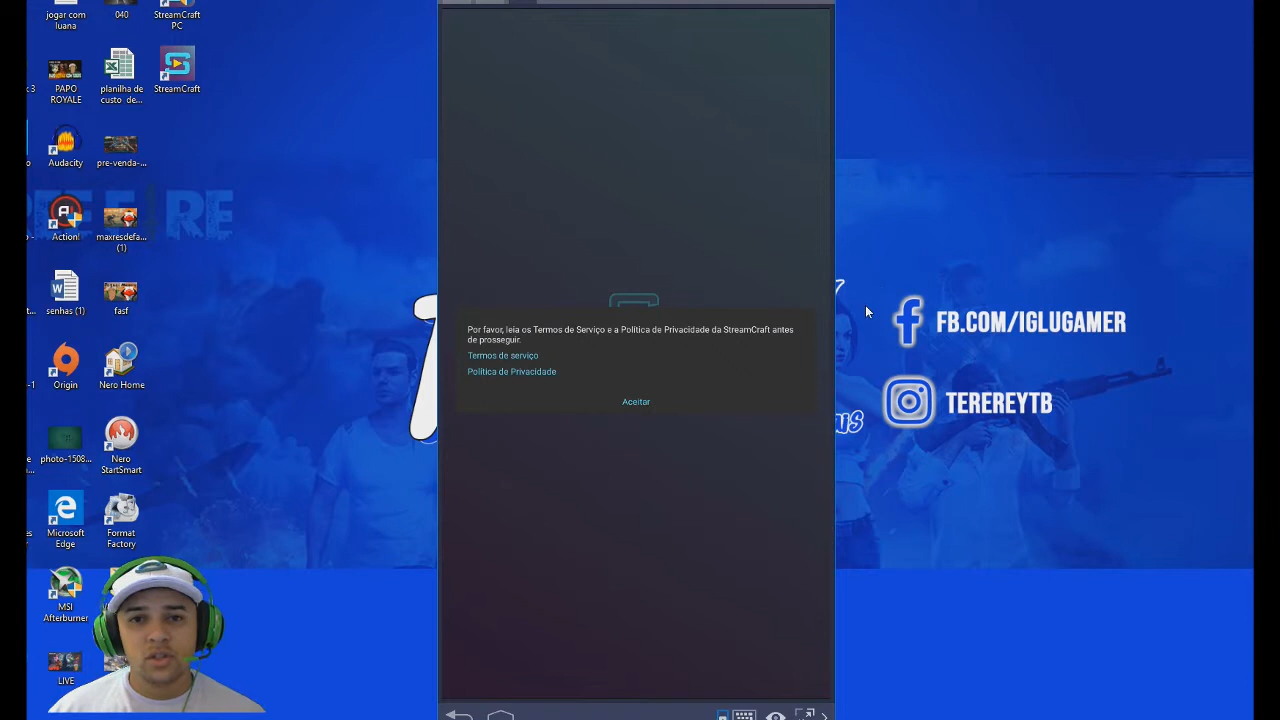 jogar com
luana
040
StreamCraft
PC
PAPO
ROYALE
planilha de
custo de...
StreamCraft
Audacity
pre-venda-...
FREE FIRE
Action!
maxresdefa...
(1)
senhas (1)
fasf
Origin
Nero Home
photo-1508...
Nero
StartSmart
Microsoft
Edge
Format
Factory
MSI
Afterburner
LIVE
Por favor, leia os Termos de Serviço e a Política de Privacidade da StreamCraft antes
de prosseguir.
Termos de serviço
Política de Privacidade
Aceitar
FB.COM/IGLUGAMER
TEREREYTB